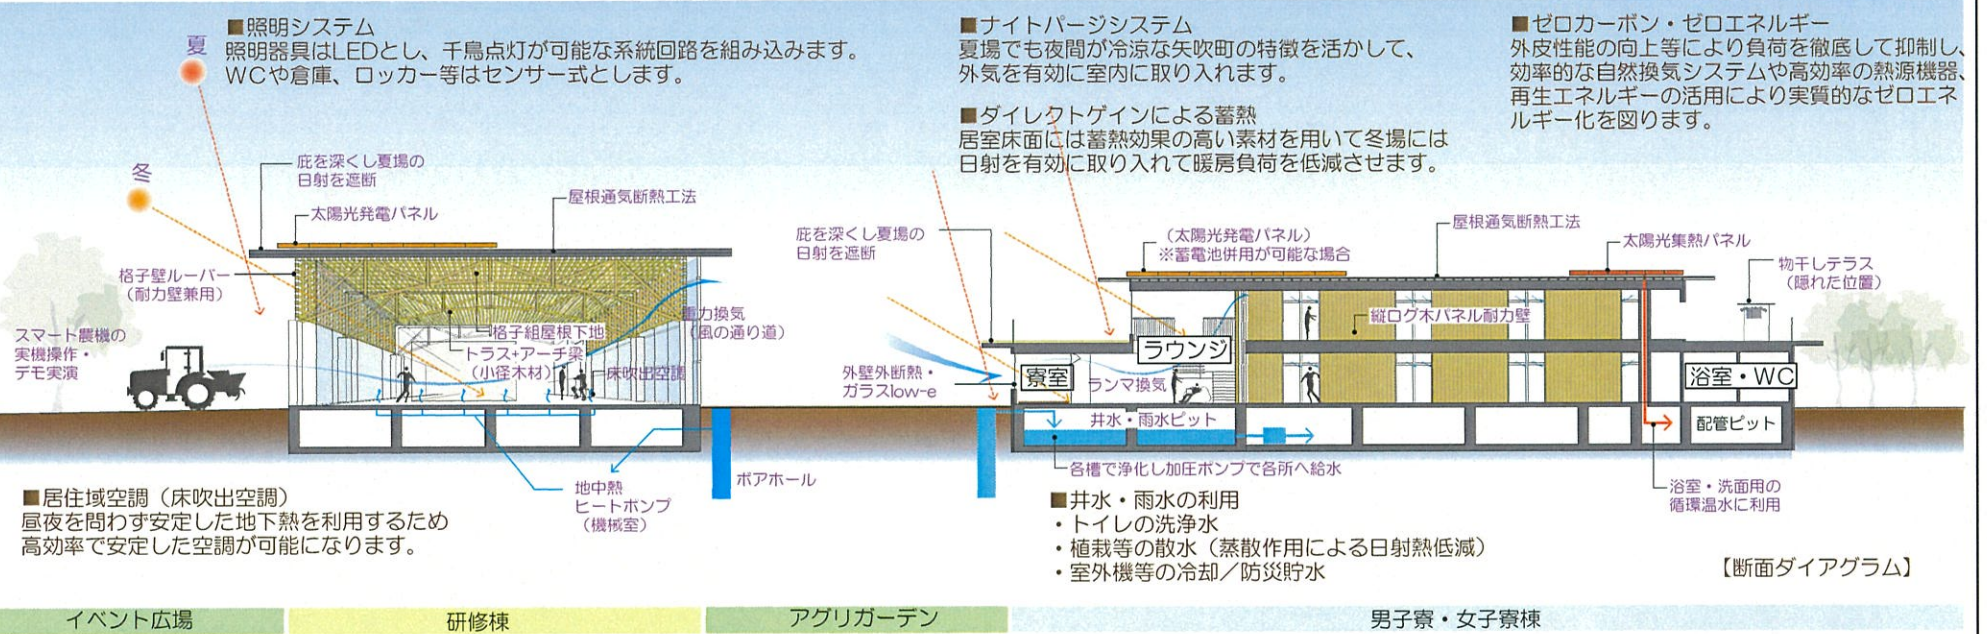 ■照明システム
照明器具はLEDとし、千鳥点灯が可能な系統回路を組み込みます。
WCや倉庫、ロッカー等はセンサー式とします。
■ナイトパージシステム
夏場でも夜間が冷涼な矢吹町の特徴を活かして、
外気を有効に室内に取り入れます。
■ダイレクトゲインによる蓄熱
居室床面には蓄熱効果の高い素材を用いて冬場には
日射を有効に取り入れて暖房負荷を低減させます。
■ゼロカーボン・ゼロエネルギー
外皮性能の向上等により負荷を徹底して抑制し、
効率的な自然換気システムや高効率の熱源機器、
再生エネルギーの活用により実質的なゼロエネ
ルギー化を図ります。
夏
冬
庇を深くし夏場の
日射を遮断
太陽光発電パネル
屋根通気断熱工法
格子壁ルーバー
（耐力壁兼用）
スマート農機の
実機操作・
デモ実演
格子組屋根下地
トラス+アーチ梁
（小径木材）
重力換気
（風の通り道）
床吹出空調
地中熱
ヒートポンプ
（機械室）
ボアホール
■居住域空調（床吹出空調）
昼夜を問わず安定した地下熱を利用するため
高効率で安定した空調が可能になります。
庇を深くし夏場の
日射を遮断
（太陽光発電パネル）
※蓄電池併用が可能な場合
屋根通気断熱工法
太陽光集熱パネル
物干しテラス
（隠れた位置）
縦ログ木パネル耐力壁
ラウンジ
外壁外断熱・
ガラスlow-e
寮室
ランマ換気
浴室・WC
井水・雨水ピット
配管ピット
各槽で浄化し加圧ポンプで各所へ給水
浴室・洗面用の
循環温水に利用
■井水・雨水の利用
・トイレの洗浄水
・植栽等の散水（蒸散作用による日射熱低減）
・室外機等の冷却／防災貯水
【断面ダイアグラム】
イベント広場
研修棟
アグリガーデン
男子寮・女子寮棟